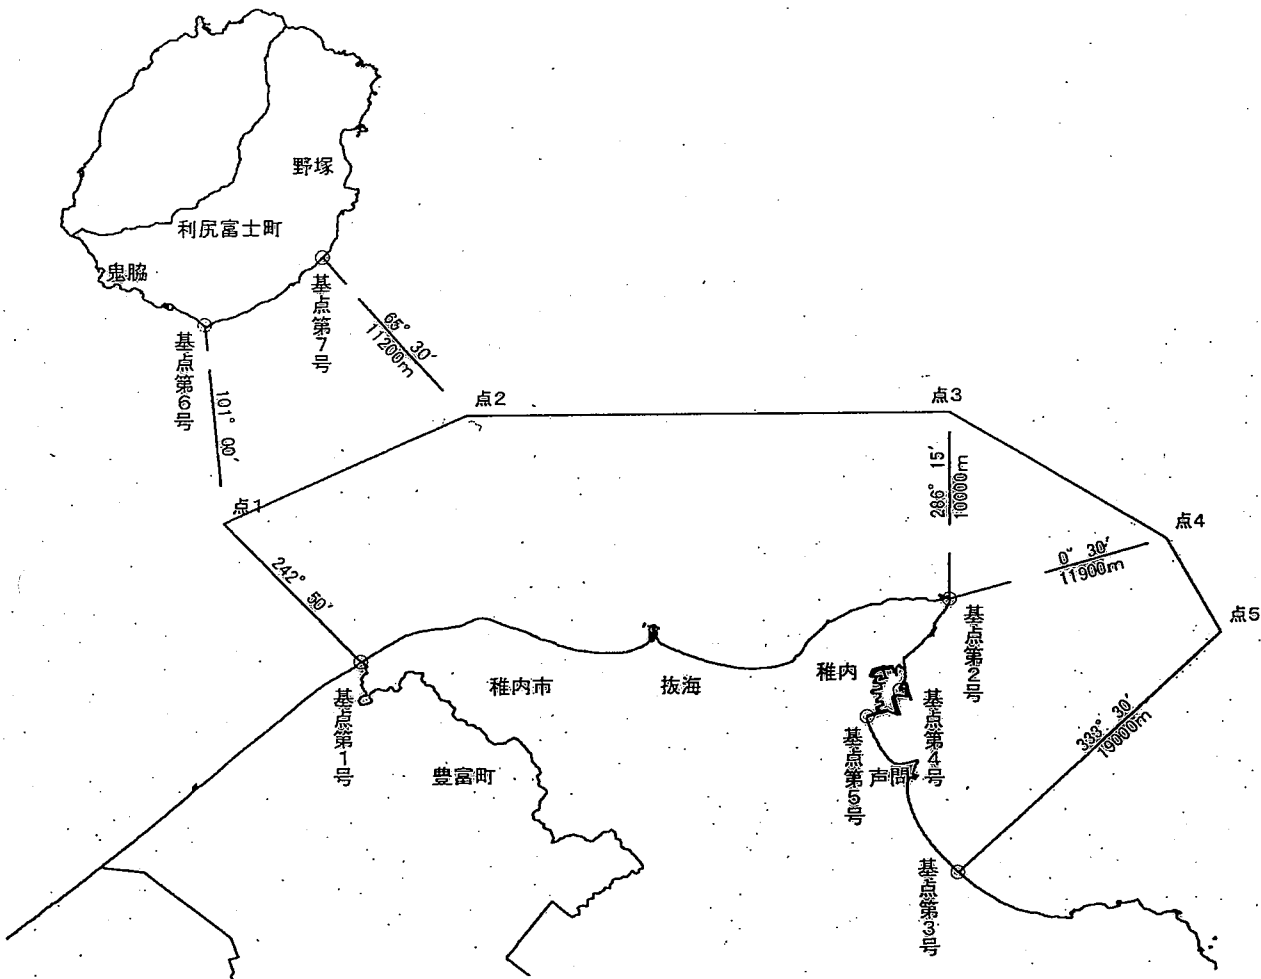 野塚
利尻富士町
鬼脇
基点第7号
基点第6号
65° 30′
11200m
101° 00′
点1
点2
点3
286° 15′
10000m
点4
0° 30′
11900m
点5
242° 50′
基点第1号
稚内市
抜海
稚内
基点第2号
基点第4号
基点第5号
声問
豊富町
333° 30′
19000m
基点第3号